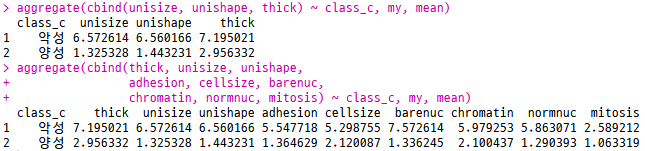 > aggregate(cbind(unisize, unishape, thick) ~ class_c, my, mean)
class_c unisize unishape thick
1 악성 6.572614 6.560166 7.195021
2 양성 1.325328 1.443231 2.956332
> aggregate(cbind(thick, unisize, unishape,
+ adhesion, cellsize, barenuc,
+ chromatin, normnuc, mitosis) ~ class_c, my, mean)
class_c thick unisize unishape adhesion cellsize barenuc chromatin normnuc mitosis
1 악성 7.195021 6.572614 6.560166 5.547718 5.298755 7.572614 5.979253 5.863071 2.589212
2 양성 2.956332 1.325328 1.443231 1.364629 2.120087 1.336245 2.100437 1.290393 1.063319